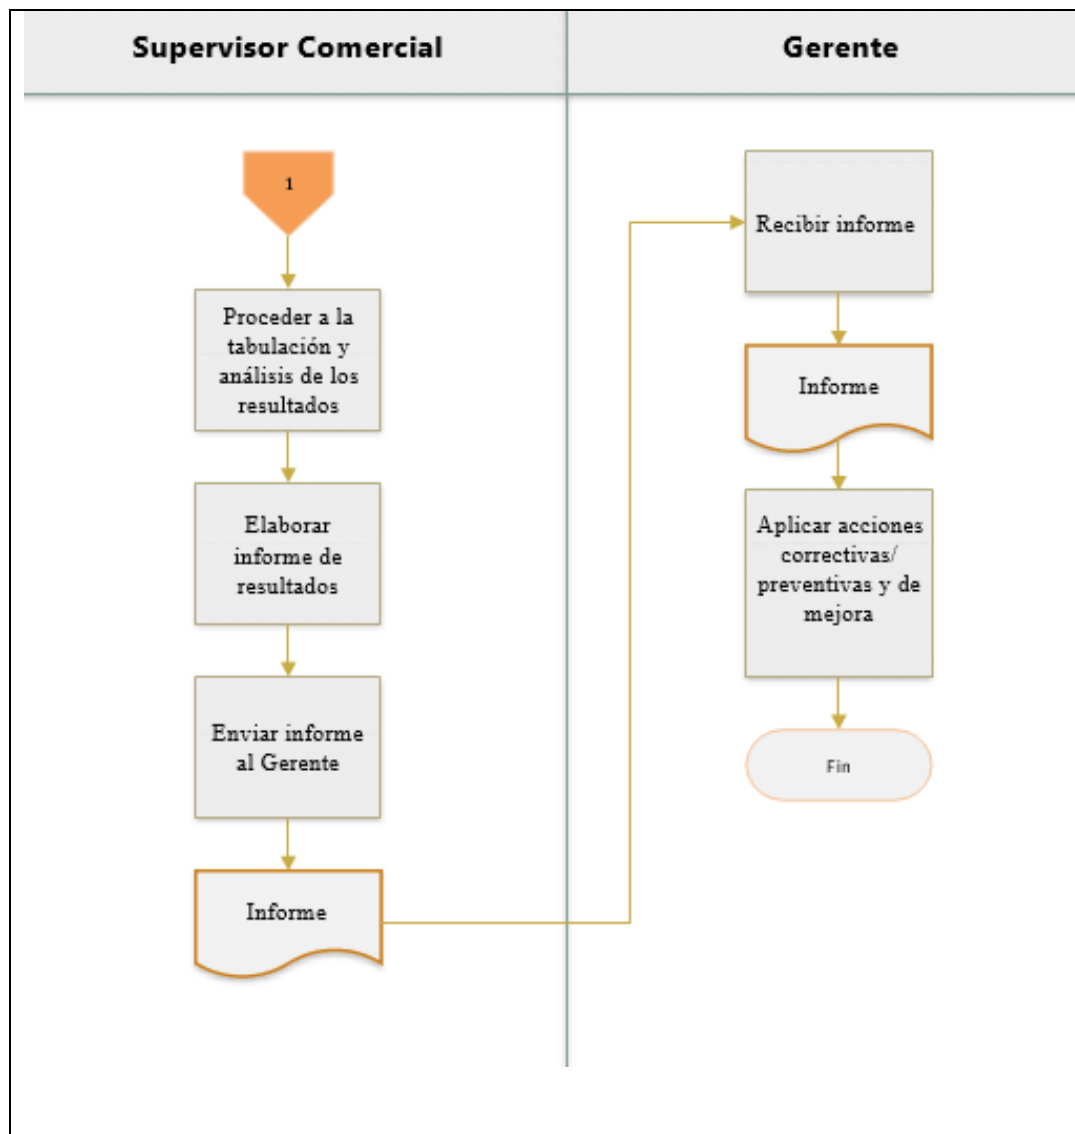 Supervisor Comercial
Gerente
1
Proceder a la
tabulación y
análisis de los
resultados
Elaborar
informe de
resultados
Enviar informe
al Gerente
Informe
Recibir informe
Informe
Aplicar acciones
correctivas/
preventivas y de
mejora
Fin